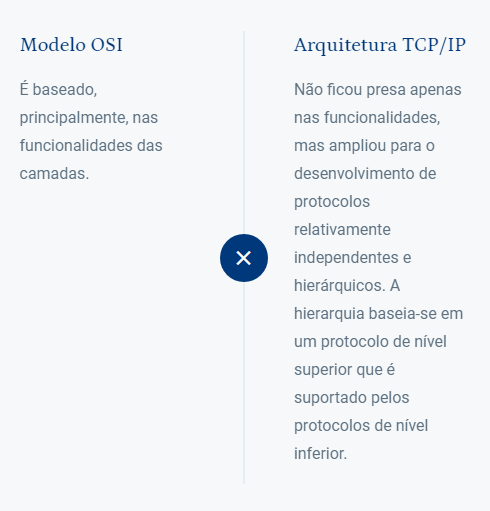 Modelo OSI
É baseado,
principalmente, nas
funcionalidades das
camadas.
Arquitetura TCP/IP
Não ficou presa apenas
nas funcionalidades,
mas ampliou para o
desenvolvimento de
protocolos
relativamente
independentes e
hierárquicos. A
hierarquia baseia-se em
um protocolo de nível
superior que é
suportado pelos
protocolos de nível
inferior.